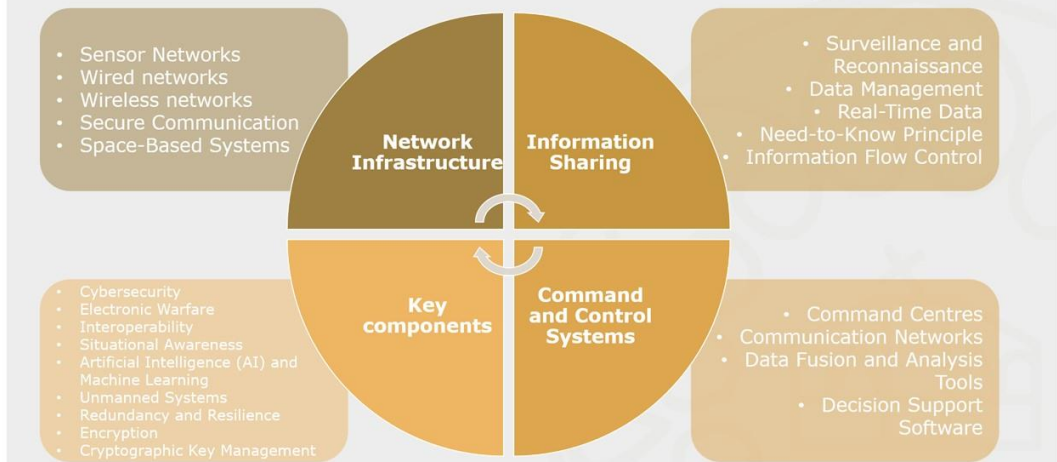 • Sensor Networks
• Wired networks
• Wireless networks
• Secure Communication
• Space-Based Systems
Network
Infrastructure
Information
Sharing
• Surveillance and
Reconnaissance
• Data Management
• Real-Time Data
• Need-to-Know Principle
• Information Flow Control
• Cybersecurity
• Electronic Warfare
• Interoperability
• Situational Awareness
• Artificial Intelligence (AI) and
Machine Learning
• Unmanned Systems
• Redundancy and Resilience
• Encryption
• Cryptographic Key Management
Key
components
Command
and Control
Systems
• Command Centres
• Communication Networks
• Data Fusion and Analysis
Tools
• Decision Support
Software